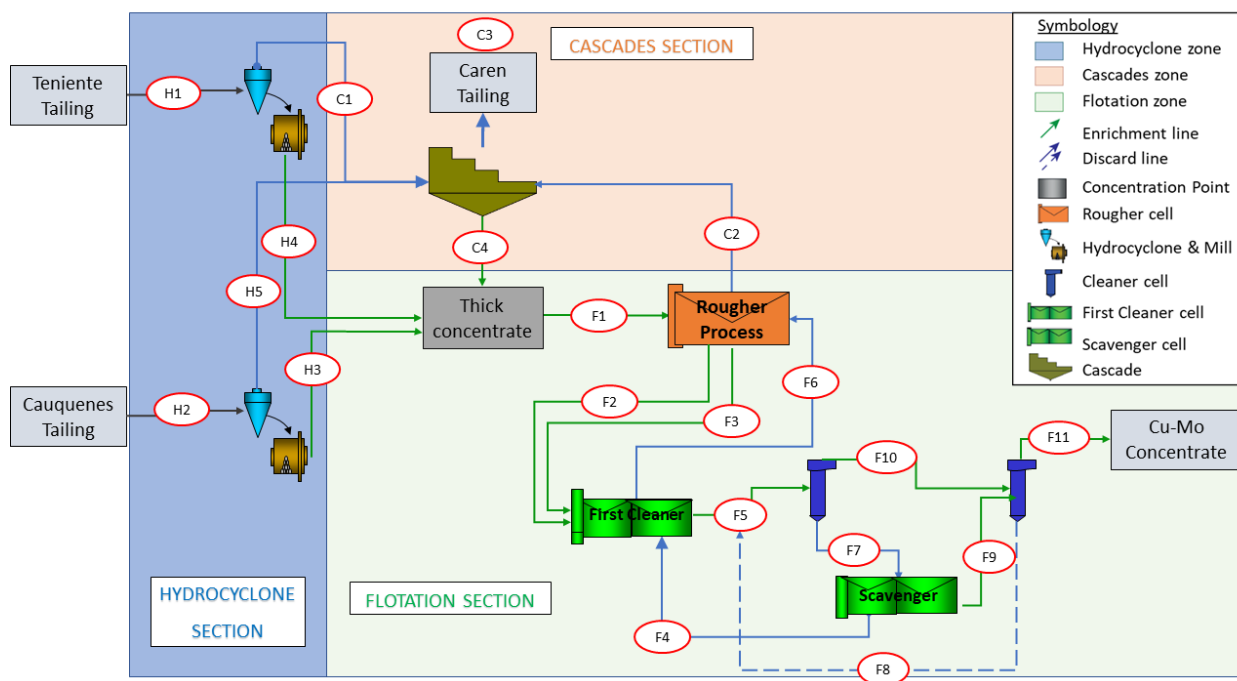 C3
CASCADES SECTION
Caren
Tailing
Teniente
Tailing
H1
C1
H4
C4
C2
H5
Thick
concentrate
F1
Rougher
Process
H3
F6
Cauquenes
Tailing
H2
F2
F3
F10
F11
Cu-Mo
Concentrate
First Cleaner
F5
F7
F9
Scavenger
HYDROCYCLONE
SECTION
FLOTATION SECTION
F4
F8
Symbology
Hydrocyclone zone
Cascades zone
Flotation zone
Enrichment line
Discard line
Concentration Point
Rougher cell
Hydrocyclone & Mill
Cleaner cell
First Cleaner cell
Scavenger cell
Cascade